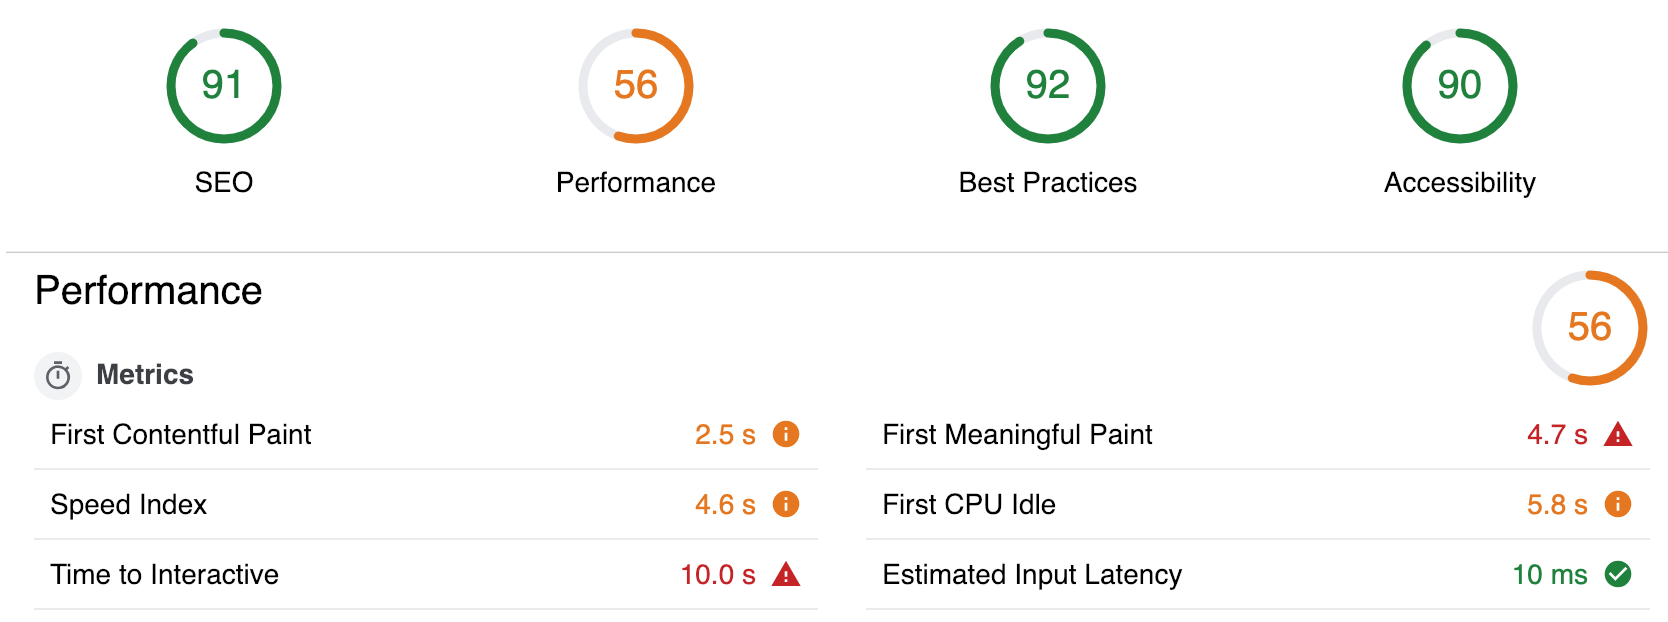 91
56
92
90
SEO
Performance
Best Practices
Accessibility
Performance
56
Metrics
First Contentful Paint 2.5 s
First Meaningful Paint 4.7 s
Speed Index 4.6 s
First CPU Idle 5.8 s
Time to Interactive 10.0 s
Estimated Input Latency 10 ms